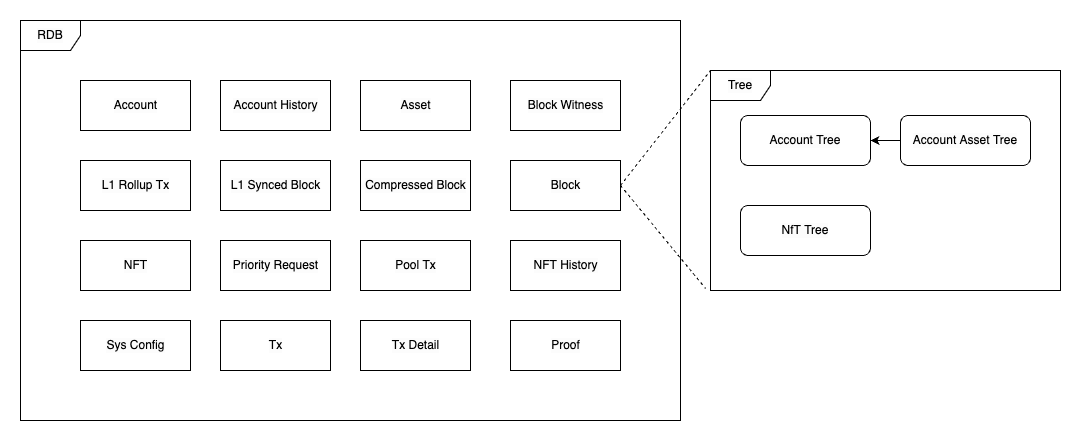 RDB
Account
Account History
Asset
Block Witness
L1 Rollup Tx
L1 Synced Block
Compressed Block
Block
NFT
Priority Request
Pool Tx
NFT History
Sys Config
Tx
Tx Detail
Proof
Tree
Account Tree
Account Asset Tree
NfT Tree